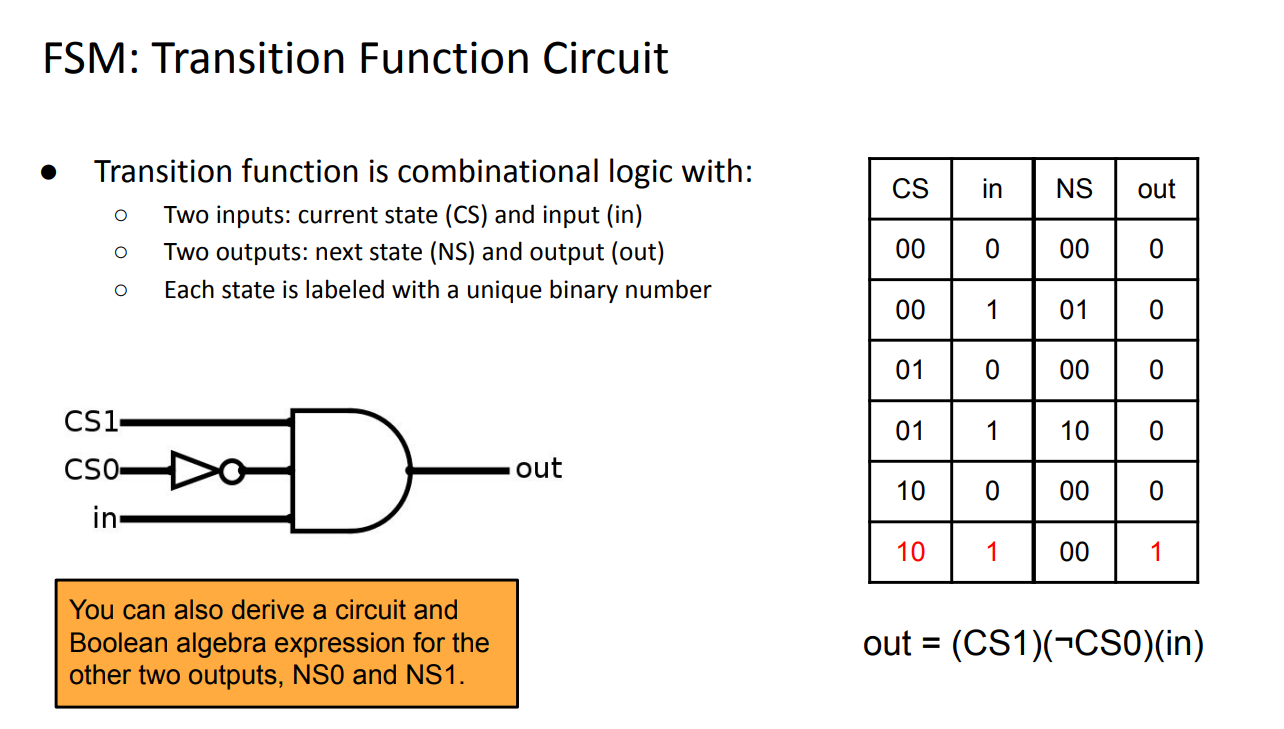 FSM: Transition Function Circuit
● Transition function is combinational logic with:
○ Two inputs: current state (CS) and input (in)
○ Two outputs: next state (NS) and output (out)
○ Each state is labeled with a unique binary number
CS1
CS0
in
out
You can also derive a circuit and
Boolean algebra expression for the
other two outputs, NS0 and NS1.
CS in NS out
00 0 00 0
00 1 01 0
01 0 00 0
01 1 10 0
10 0 00 0
10 1 00 1
out = (CS1)(¬CS0)(in)